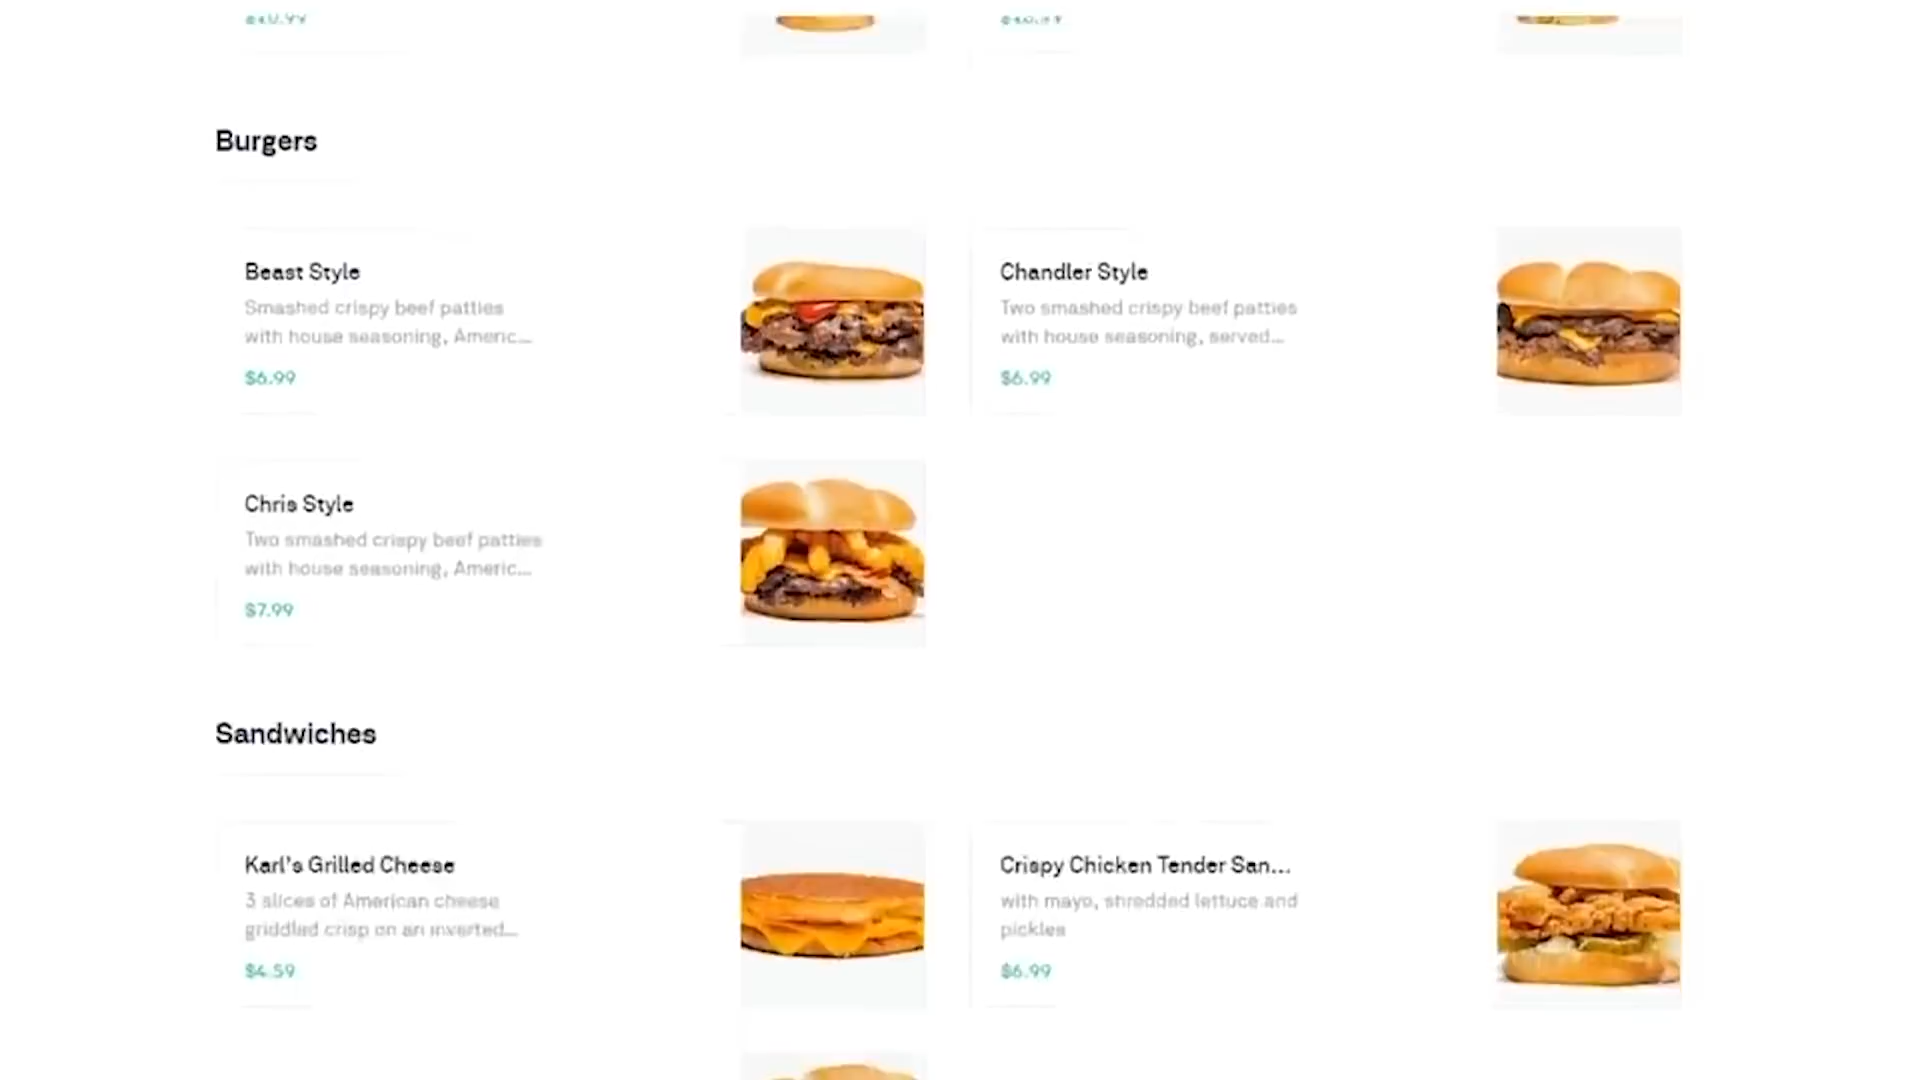 Burgers
Beast Style
Smashed crispy beef patties
with house seasoning, Americ...
$6.99
Chandler Style
Two smashed crispy beef patties
with house seasoning, served...
$6.99
Chris Style
Two smashed crispy beef patties
with house seasoning, Americ...
$7.99
Sandwiches
Karl's Grilled Cheese
3 slices of American cheese
griddled crisp on an inverted...
$4.59
Crispy Chicken Tender San...
with mayo, shredded lettuce and
pickles
$6.99